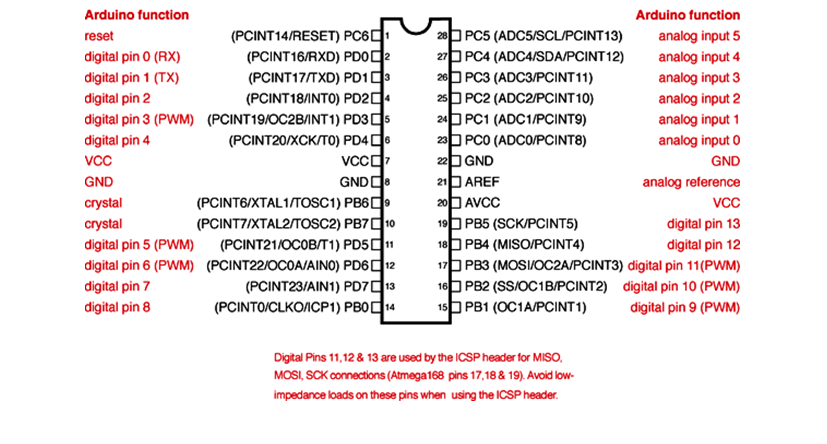 Arduino function Arduino function
reset (PCINT14/RESET) PC6 1 28 PC5 (ADC5/SCL/PCINT13) analog input 5
digital pin 0 (RX) (PCINT16/RXD) PD0 2 27 PC4 (ADC4/SDA/PCINT12) analog input 4
digital pin 1 (TX) (PCINT17/TXD) PD1 3 26 PC3 (ADC3/PCINT11) analog input 3
digital pin 2 (PCINT18/INT0) PD2 4 25 PC2 (ADC2/PCINT10) analog input 2
digital pin 3 (PWM) (PCINT19/OC2B/INT1) PD3 5 24 PC1 (ADC1/PCINT9) analog input 1
digital pin 4 (PCINT20/XCK/T0) PD4 6 23 PC0 (ADC0/PCINT8) analog input 0
VCC VCC 7 22 GND GND
GND GND 8 21 AREF analog reference
crystal (PCINT6/XTAL1/TOSC1) PB6 9 20 AVCC VCC
crystal (PCINT7/XTAL2/TOSC2) PB7 10 19 PB5 (SCK/PCINT5) digital pin 13
digital pin 5 (PWM) (PCINT21/OC0B/T1) PD5 11 18 PB4 (MISO/PCINT4) digital pin 12
digital pin 6 (PWM) (PCINT22/OC0A/AIN0) PD6 12 17 PB3 (MOSI/OC2A/PCINT3) digital pin 11(PWM)
digital pin 7 (PCINT23/AIN1) PD7 13 16 PB2 (SS/OC1B/PCINT2) digital pin 10 (PWM)
digital pin 8 (PCINT0/CLKO/ICP1) PB0 14 15 PB1 (OC1A/PCINT1) digital pin 9 (PWM)
Digital Pins 11,12 & 13 are used by the ICSP header for MISO,
MOSI, SCK connections (Atmega168 pins 17,18 & 19). Avoid low-
impedance loads on these pins when using the ICSP header.